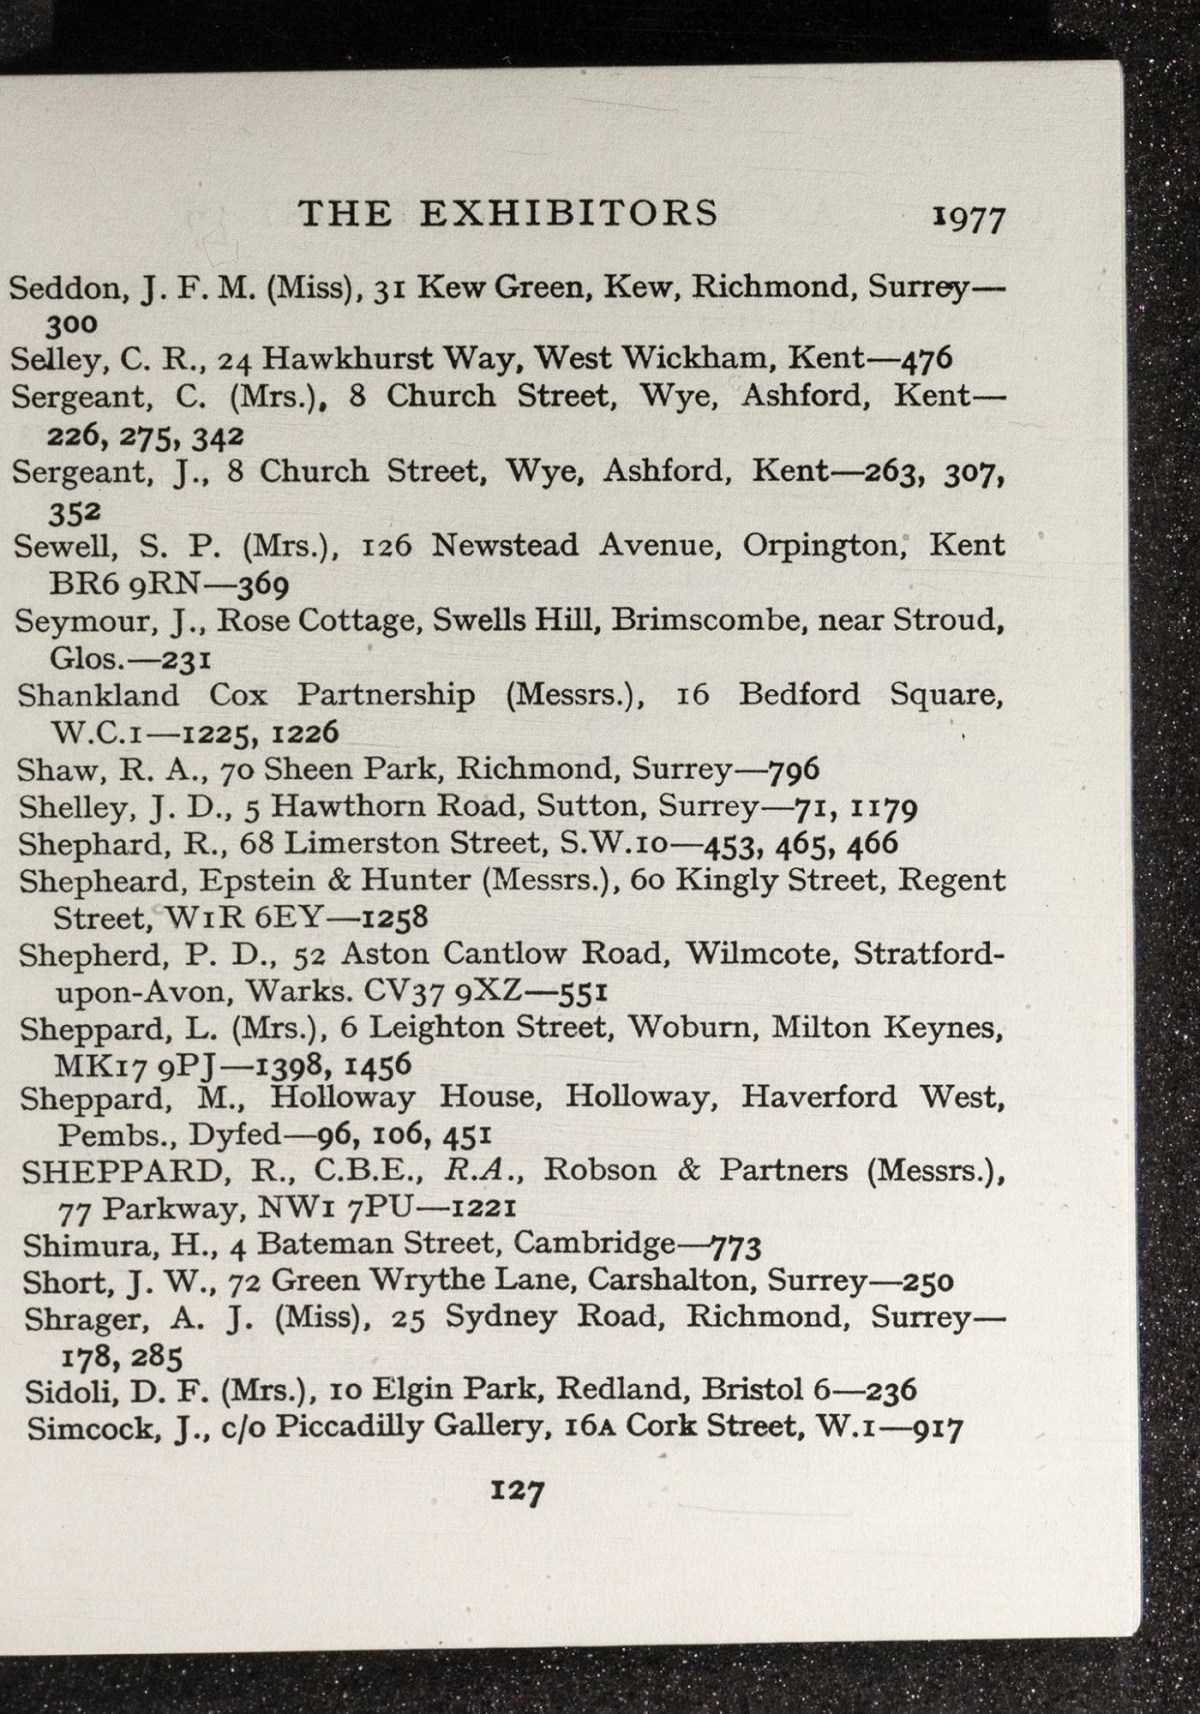 THE EXHIBITORS 1977
Seddon, J. F. M. (Miss), 31 Kew Green, Kew, Richmond, Surrey—
300
Selley, C. R., 24 Hawkhurst Way, West Wickham, Kent—476
Sergeant, C. (Mrs.), 8 Church Street, Wye, Ashford, Kent—
226, 275, 342
Sergeant, J., 8 Church Street, Wye, Ashford, Kent—263, 307,
352
Sewell, S. P. (Mrs.), 126 Newstead Avenue, Orpington, Kent
BR6 9RN—369
Seymour, J., Rose Cottage, Swells Hill, Brimscombe, near Stroud,
Glos.—231
Shankland Cox Partnership (Messrs.), 16 Bedford Square,
W.C.1—1225, 1226
Shaw, R. A., 70 Sheen Park, Richmond, Surrey—796
Shelley, J. D., 5 Hawthorn Road, Sutton, Surrey—71, 1179
Shephard, R., 68 Limerston Street, S.W.10—453, 465, 466
Shepheard, Epstein & Hunter (Messrs.), 60 Kingly Street, Regent
Street, W1R 6EY—1258
Shepherd, P. D., 52 Aston Cantlow Road, Wilmcote, Stratford-
upon-Avon, Warks. CV37 9XZ—551
Sheppard, L. (Mrs.), 6 Leighton Street, Woburn, Milton Keynes,
MK17 9PJ—1398, 1456
Sheppard, M., Holloway House, Holloway, Haverford West,
Pembs., Dyfed—96, 106, 451
SHEPPARD, R., C.B.E., R.A., Robson & Partners (Messrs.),
77 Parkway, NW1 7PU—1221
Shimura, H., 4 Bateman Street, Cambridge—773
Short, J. W., 72 Green Wrythe Lane, Carshalton, Surrey—250
Shrager, A. J. (Miss), 25 Sydney Road, Richmond, Surrey—
178, 285
Sidoli, D. F. (Mrs.), 10 Elgin Park, Redland, Bristol 6—236
Simcock, J., c/o Piccadilly Gallery, 16A Cork Street, W.1—917
127